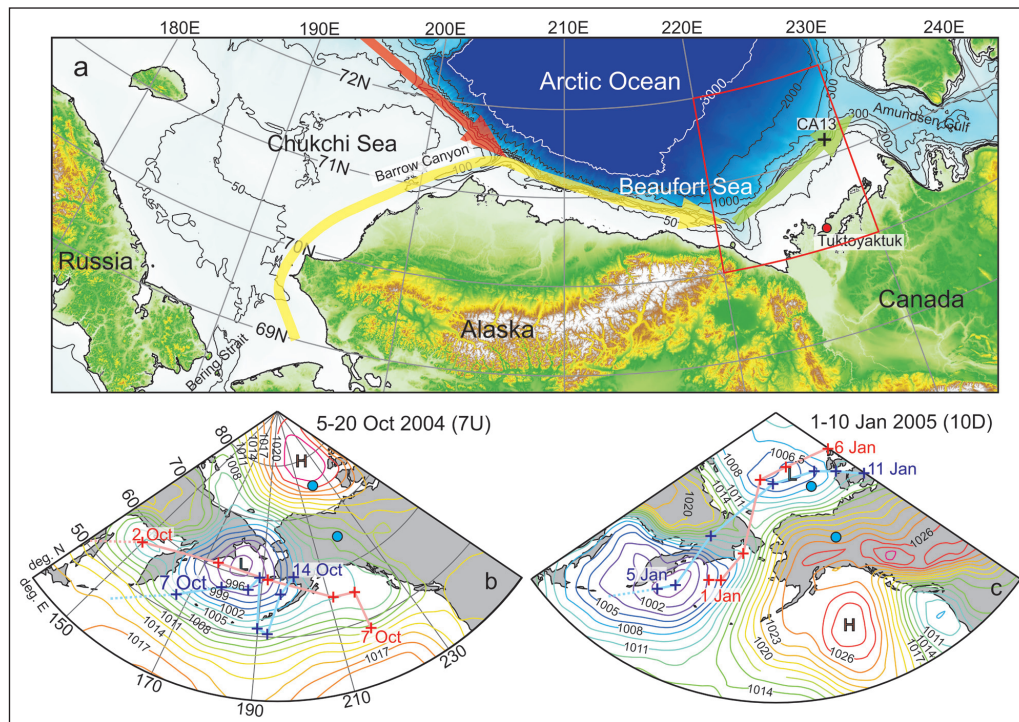 180E 190E 200E 210E 220E 230E 240E
a
72N
Arctic Ocean
3000
2000
1000
300
200
Amundsen Gulf
CA13
Chukchi Sea
71N
Barrow Canyon
100
Beaufort Sea
1000
50
50
Tuktoyaktuk
70N
Russia
Canada
69N
Alaska
Bering Strait
5-20 Oct 2004 (7U)
80
70
60
50
deg. N
deg. E
150
170
190
210
230
1008
1011
1014
1017
1020
H
2 Oct
L
7 Oct
14 Oct
996
999
1002
1005
1008
1011
1014
1017
1017
7 Oct
b
1-10 Jan 2005 (10D)
1006.5
6 Jan
L
11 Jan
1008
1011
1014
1020
1026
5 Jan
1 Jan
1002
1005
1008
1011
1023
1020
1014
H
1026
1011
1014
1017
c